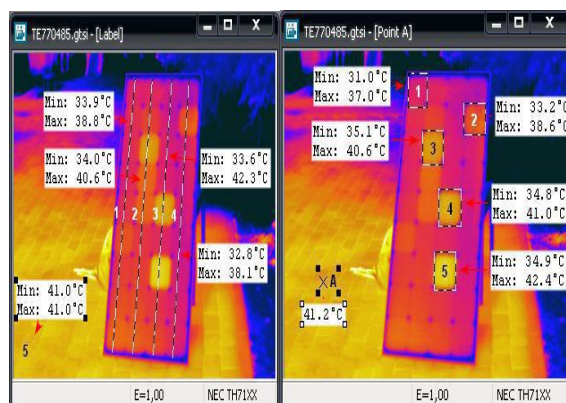 TE770485.gtsi - [Label]
Min: 33.9°C
Max: 38.8°C
Min: 34.0°C
Max: 40.6°C
Min: 33.6°C
Max: 42.3°C
1 2 3 4
Min: 32.8°C
Max: 38.1°C
Min: 41.0°C
Max: 41.0°C
5
E=1,00
NEC TH71XX
TE770485.gtsi - [Point A]
Min: 31.0°C
Max: 37.0°C
1
Min: 33.2°C
Max: 38.6°C
2
Min: 35.1°C
Max: 40.6°C
3
Min: 34.8°C
Max: 41.0°C
4
Min: 34.9°C
Max: 42.4°C
5
A
41.2°C
E=1,00
NEC TH71XX